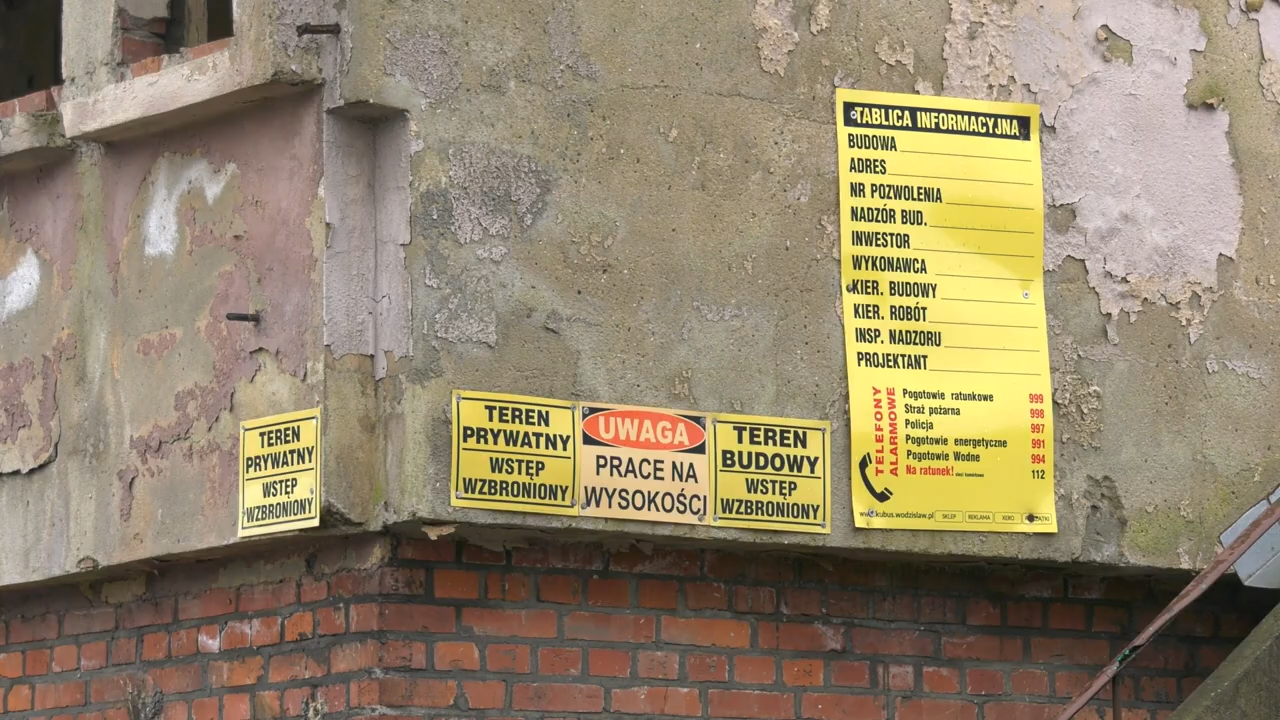 TEREN
PRYWATNY
WSTĘP
WZBRONIONY
TEREN
PRYWATNY
WSTĘP
WZBRONIONY
UWAGA
PRACE NA
WYSOKOŚCI
TEREN
BUDOWY
WSTĘP
WZBRONIONY
TABLICA INFORMACYJNA
BUDOWA
ADRES
NR POZWOLENIA
NADZÓR BUD.
INWESTOR
WYKONAWCA
KIER. BUDOWY
KIER. ROBÓT
INSP. NADZORU
PROJEKTANT
TELEFONY
ALARMOWE
Pogotowie ratunkowe 999
Straż pożarna 998
Policja 997
Pogotowie energetyczne 991
Pogotowie Wodne 994
Na ratunek! 112
www.kubus.wodzislaw.pl SKLEP REKLAMA XERO